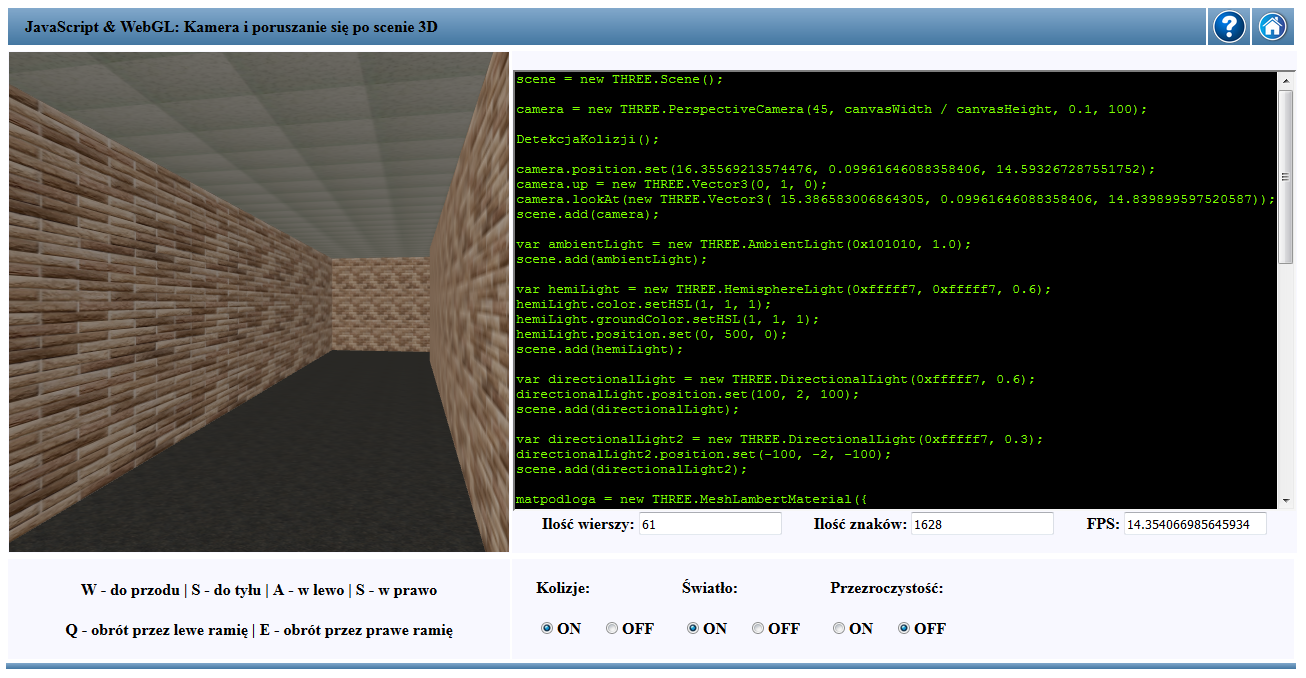 JavaScript & WebGL: Kamera i poruszanie się po scenie 3D
?
scene = new THREE.Scene();
camera = new THREE.PerspectiveCamera(45, canvasWidth / canvasHeight, 0.1, 100);
DetekcjaKolizji();
camera.position.set(16.35569213574476, 0.09961646088358406, 14.593267287551752);
camera.up = new THREE.Vector3(0, 1, 0);
camera.lookAt(new THREE.Vector3( 15.386583006864305, 0.09961646088358406, 14.839899597520587));
scene.add(camera);
var ambientLight = new THREE.AmbientLight(0x101010, 1.0);
scene.add(ambientLight);
var hemiLight = new THREE.HemisphereLight(0xfffff7, 0xfffff7, 0.6);
hemiLight.color.setHSL(1, 1, 1);
hemiLight.groundColor.setHSL(1, 1, 1);
hemiLight.position.set(0, 500, 0);
scene.add(hemiLight);
var directionalLight = new THREE.DirectionalLight(0xfffff7, 0.6);
directionalLight.position.set(100, 2, 100);
scene.add(directionalLight);
var directionalLight2 = new THREE.DirectionalLight(0xfffff7, 0.3);
directionalLight2.position.set(-100, -2, -100);
scene.add(directionalLight2);
matpodloga = new THREE.MeshLambertMaterial({
Ilość wierszy: 61 Ilość znaków: 1628 FPS: 14.354066985645934
W - do przodu | S - do tyłu | A - w lewo | S - w prawo
Q - obrót przez lewe ramię | E - obrót przez prawe ramię
Kolizje: Światło: Przezroczystość:
ON OFF ON OFF ON OFF